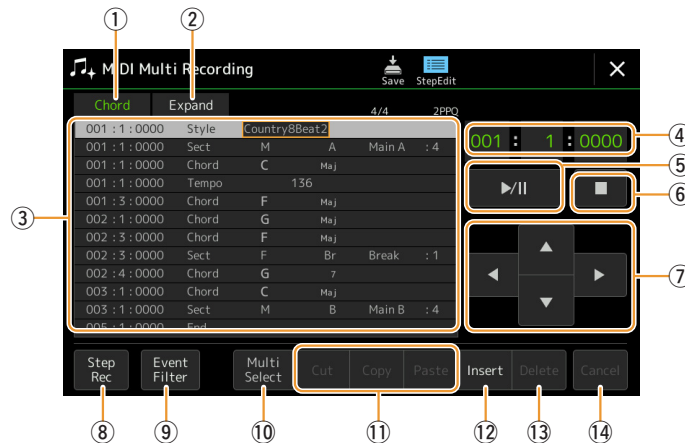 ① ②
MIDI Multi Recording Save StepEdit ×
Chord Expand 4/4 2PPQ
001 : 1 : 0000 Style Country8Beat2
001 : 1 : 0000 Sect M A Main A : 4
001 : 1 : 0000 Chord C Maj
001 : 1 : 0000 Tempo 136
001 : 3 : 0000 Chord F Maj
002 : 1 : 0000 Chord G Maj
002 : 3 : 0000 Chord F Maj
002 : 3 : 0000 Sect F Br Break : 1
002 : 4 : 0000 Chord G 7
003 : 1 : 0000 Chord C Maj
003 : 1 : 0000 Sect M B Main B : 4
005 : 1 : 0000 End
③
001 : 1 : 0000 ④
⑤
⑥
⑦
Step Rec
Event Filter
Multi Select
Cut Copy Paste Insert Delete Cancel
⑧ ⑨ ⑩ ⑪ ⑫ ⑬ ⑭